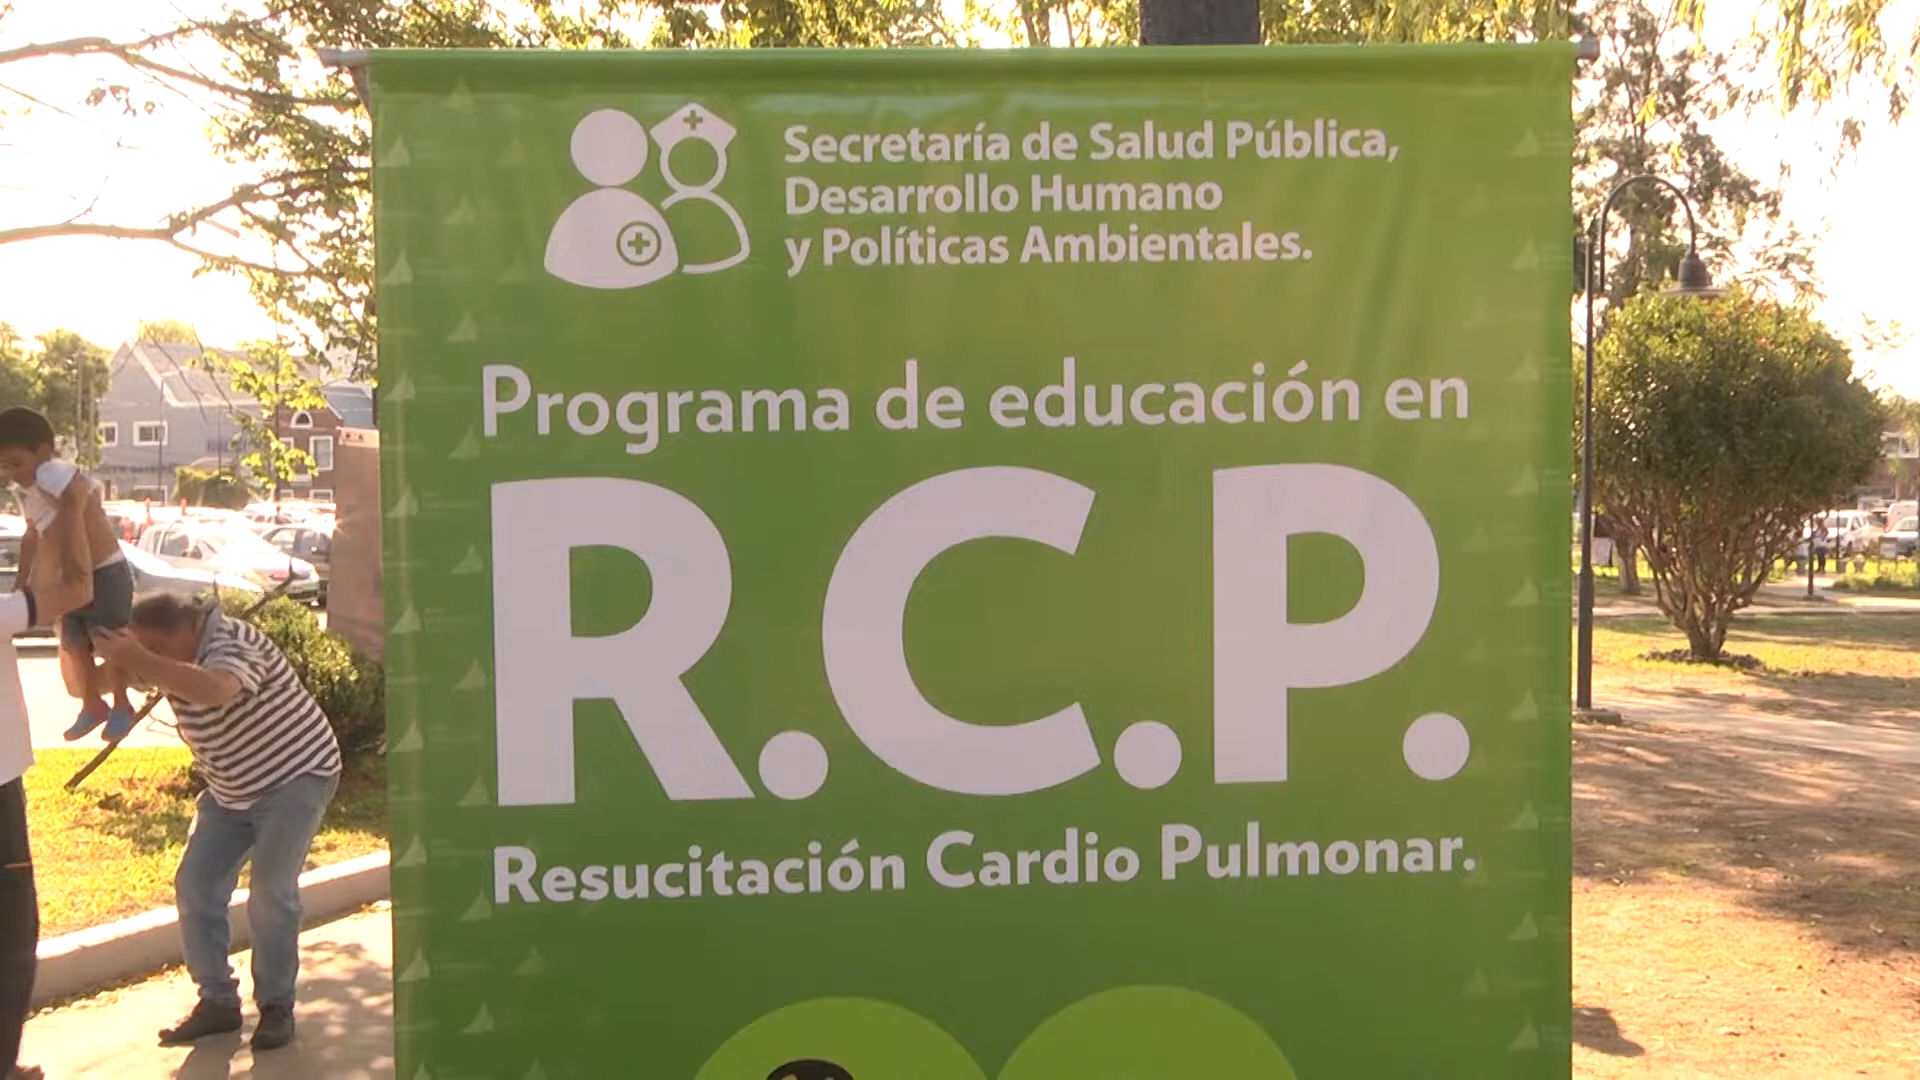 Secretaría de Salud Pública,
Desarrollo Humano
y Políticas Ambientales.
Programa de educación en
R.C.P.
Resucitación Cardio Pulmonar.